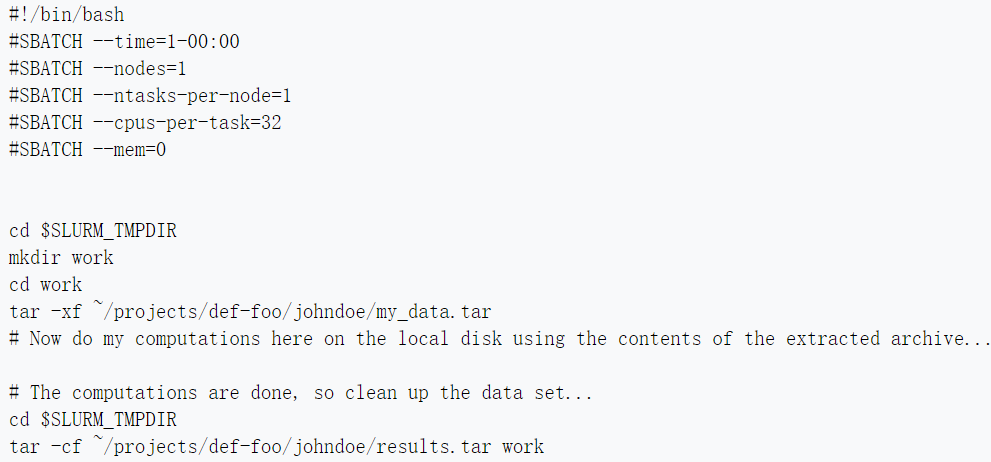 #!/bin/bash
#SBATCH --time=1-00:00
#SBATCH --nodes=1
#SBATCH --ntasks-per-node=1
#SBATCH --cpus-per-task=32
#SBATCH --mem=0
cd $SLURM_TMPDIR
mkdir work
cd work
tar -xf ~/projects/def-foo/johndoe/my_data.tar
# Now do my computations here on the local disk using the contents of the extracted archive...
# The computations are done, so clean up the data set...
cd $SLURM_TMPDIR
tar -cf ~/projects/def-foo/johndoe/results.tar work